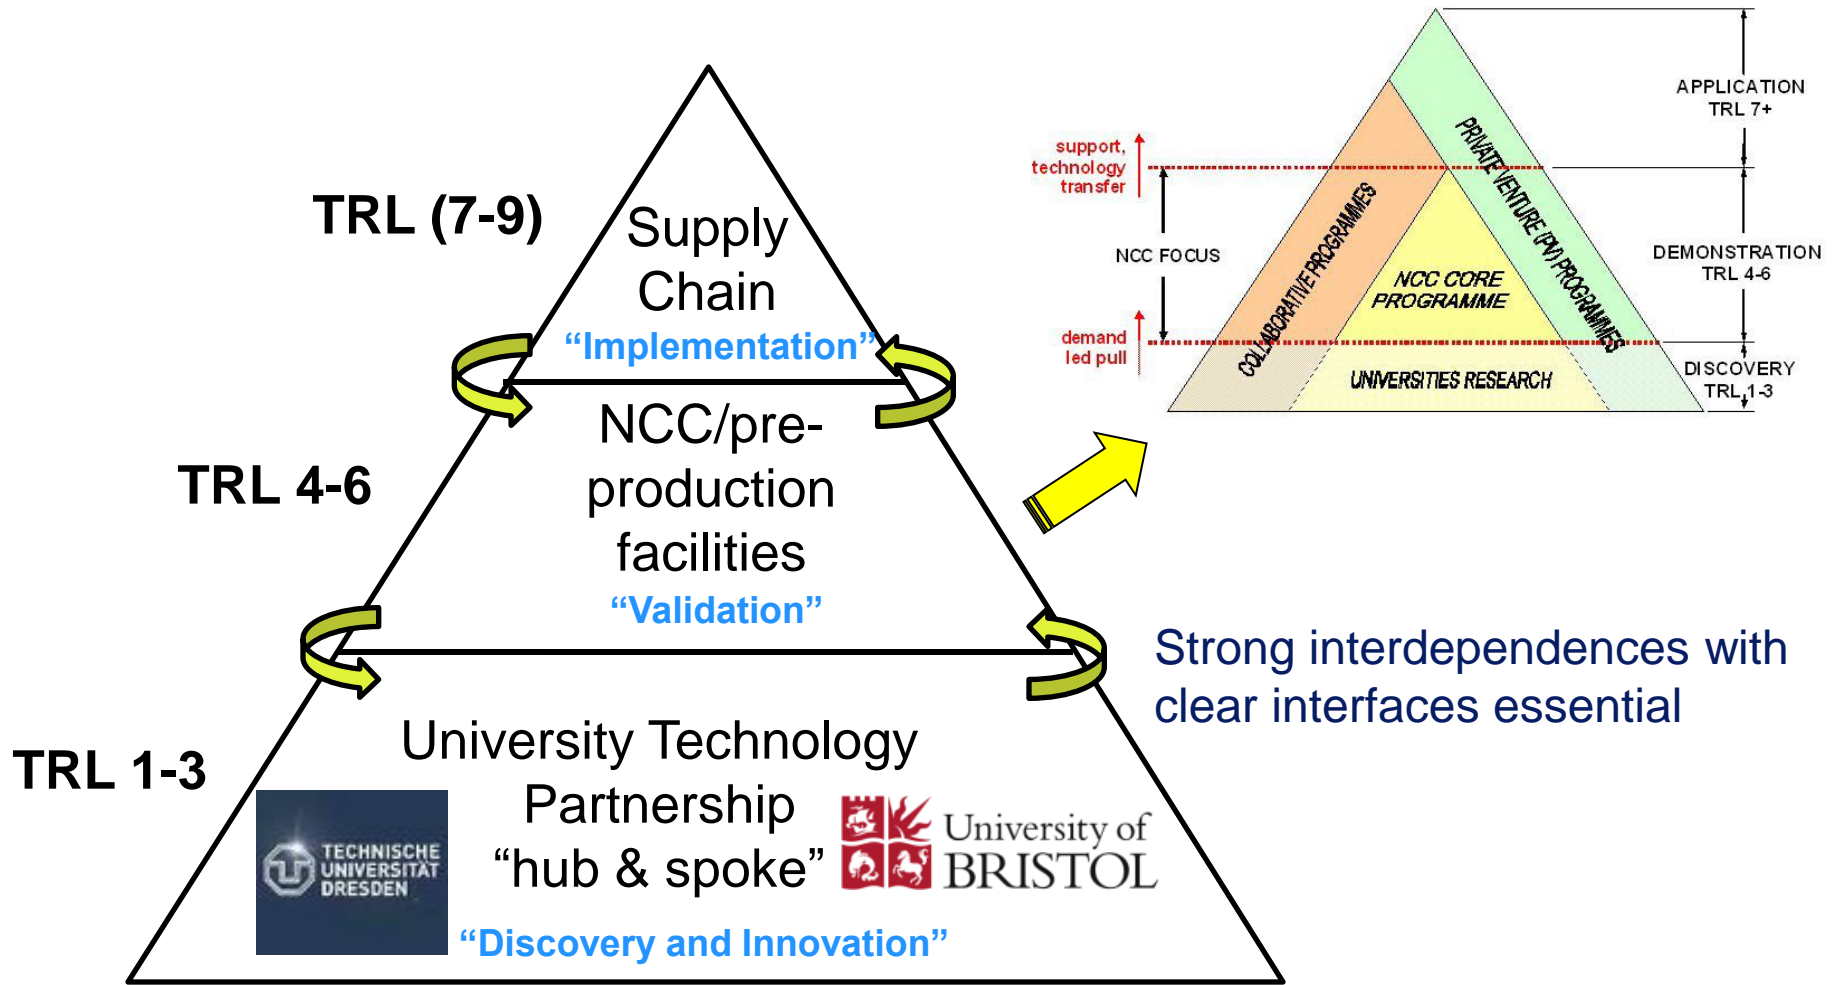 TRL (7-9)
Supply
Chain
“Implementation”
TRL 4-6
NCC/pre-
production
facilities
“Validation”
TRL 1-3
University Technology
Partnership
“hub & spoke”
TECHNISCHE
UNIVERSITÄT
DRESDEN
University of
BRISTOL
“Discovery and Innovation”
support,
technology
transfer
NCC FOCUS
demand
led pull
COLLABORATIVE PROGRAMMES
PRIVATE VENTURE (PV) PROGRAMMES
NCC CORE
PROGRAMME
UNIVERSITIES RESEARCH
APPLICATION
TRL 7+
DEMONSTRATION
TRL 4-6
DISCOVERY
TRL 1-3
Strong interdependences with
clear interfaces essential